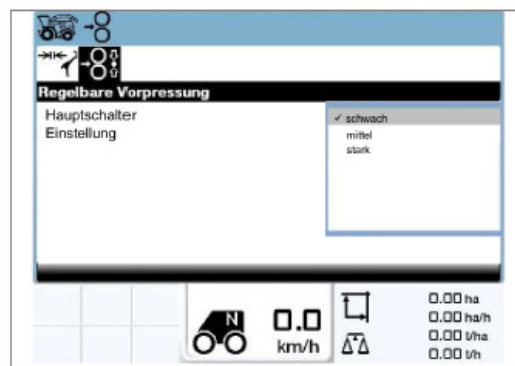 Regelbare Vorpressung
Hauptschalter
Einstellung
✓ schwach
mittel
stark
N
0.0
km/h
0.00 ha
0.00 ha/h
0.00 t/ha
0.00 t/h